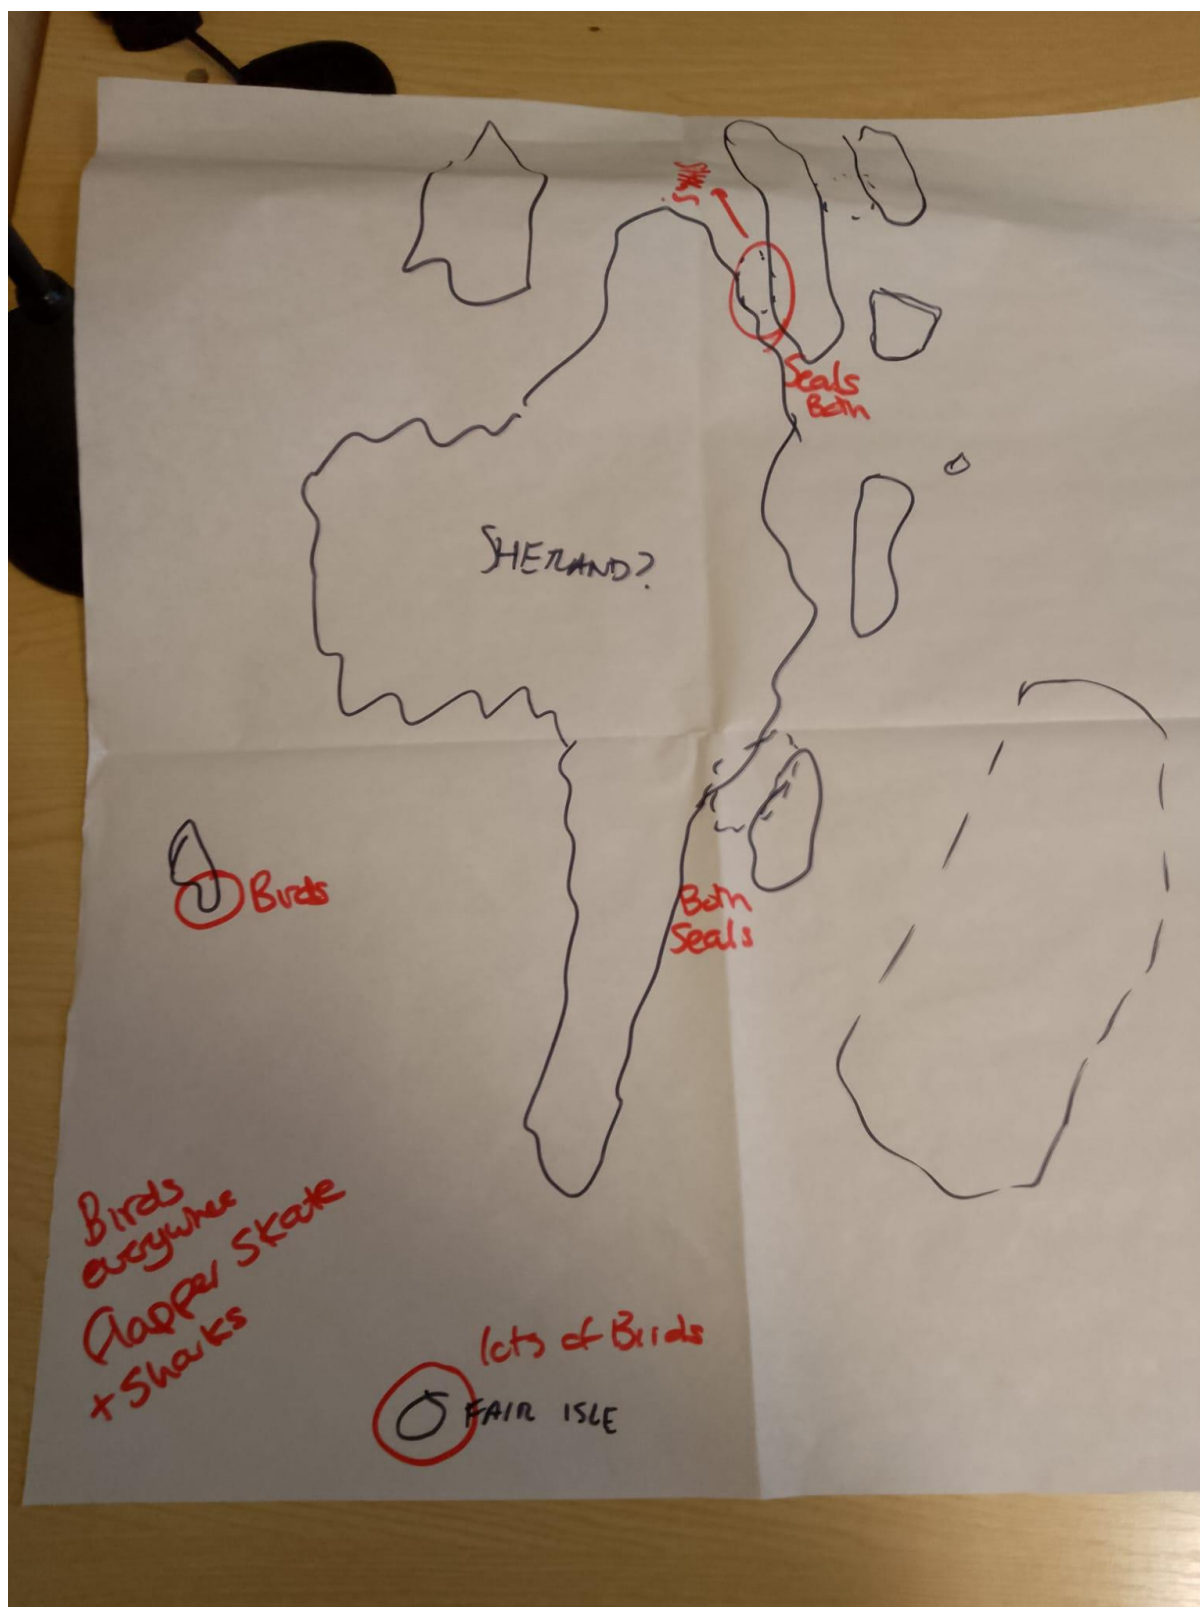 Seals
Both
SHETLAND?
Birds
Both
Seals
Birds
everywhere
Flapper Skate
+ Sharks
lots of Birds
FAIR ISLE